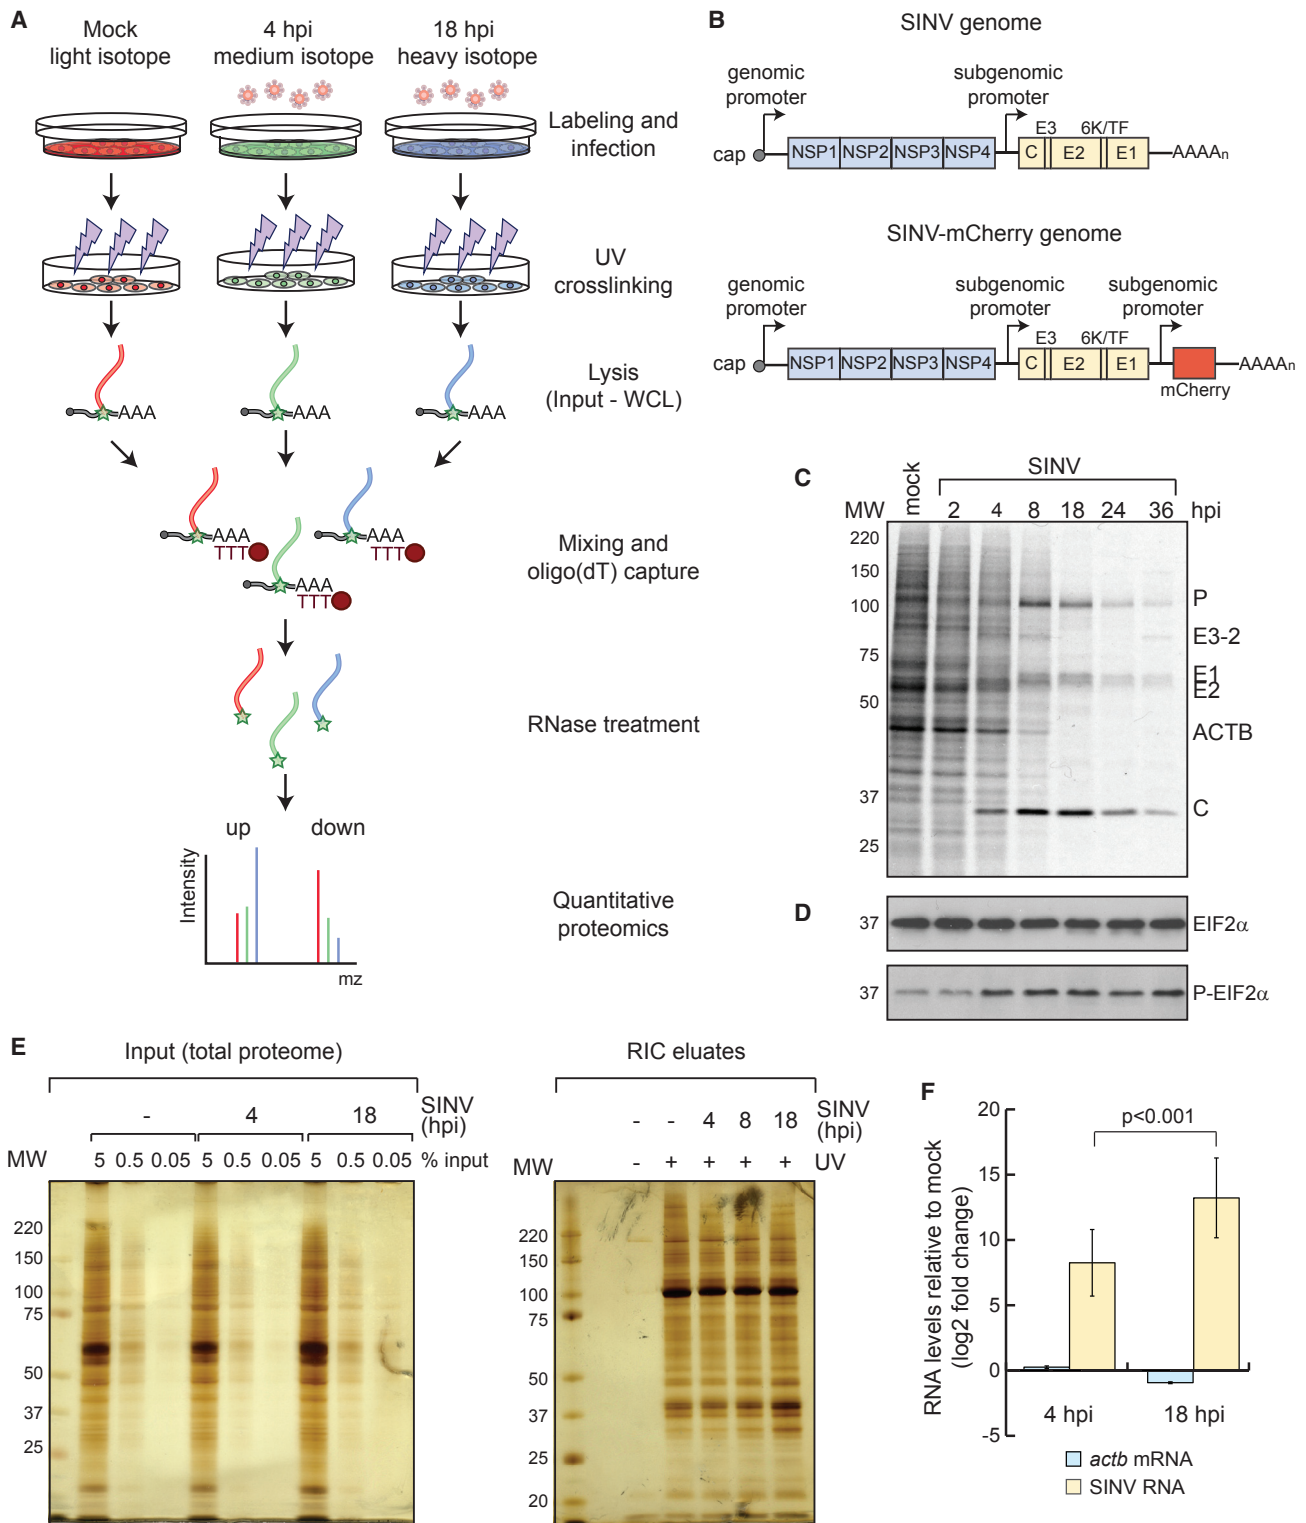 A
Mock
light isotope
4 hpi
medium isotope
18 hpi
heavy isotope
Labeling and
infection
UV
crosslinking
Lysis
(Input - WCL)
AAA
AAA
AAA
AAA
TTT
AAA
TTT
AAA
TTT
Mixing and
oligo(dT) capture
RNase treatment
up
down
Intensity
mz
Quantitative
proteomics
B
SINV genome
genomic
promoter
subgenomic
promoter
E3
6K/TF
cap
NSP1 NSP2 NSP3 NSP4
C E2 E1
AAAAn
SINV-mCherry genome
genomic
promoter
subgenomic
promoter
subgenomic
promoter
E3
6K/TF
cap
NSP1 NSP2 NSP3 NSP4
C E2 E1
AAAAn
mCherry
C
SINV
MW mock 2 4 8 18 24 36 hpi
220
150
100
75
50
37
25
P
E3-2
E1
E2
ACTB
C
D
37 EIF2α
37 P-EIF2α
E
Input (total proteome)
- 4 18 SINV
(hpi)
MW 5 0.5 0.05 5 0.5 0.05 5 0.5 0.05 % input
220
150
100
75
50
37
25
RIC eluates
- - 4 8 18 SINV
(hpi)
MW - + + + + UV
220
150
100
75
50
37
25
20
F
RNA levels relative to mock
(log2 fold change)
20
15
10
5
0
-5
p<0.001
4 hpi
18 hpi
actb mRNA
SINV RNA